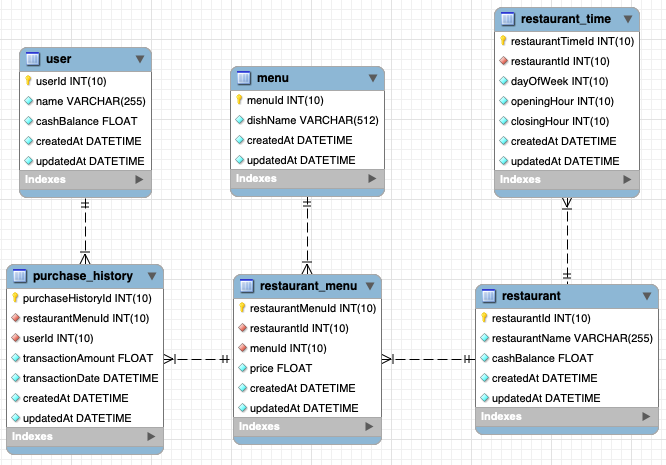 user
userId INT(10)
name VARCHAR(255)
cashBalance FLOAT
createdAt DATETIME
updatedAt DATETIME
Indexes
menu
menuId INT(10)
dishName VARCHAR(512)
createdAt DATETIME
updatedAt DATETIME
Indexes
restaurant_time
restaurantTimeId INT(10)
restaurantId INT(10)
dayOfWeek INT(10)
openingHour INT(10)
closingHour INT(10)
createdAt DATETIME
updatedAt DATETIME
Indexes
purchase_history
purchaseHistoryId INT(10)
restaurantMenuId INT(10)
userId INT(10)
transactionAmount FLOAT
transactionDate DATETIME
createdAt DATETIME
updatedAt DATETIME
Indexes
restaurant_menu
restaurantMenuId INT(10)
restaurantId INT(10)
menuId INT(10)
price FLOAT
createdAt DATETIME
updatedAt DATETIME
Indexes
restaurant
restaurantId INT(10)
restaurantName VARCHAR(255)
cashBalance FLOAT
createdAt DATETIME
updatedAt DATETIME
Indexes